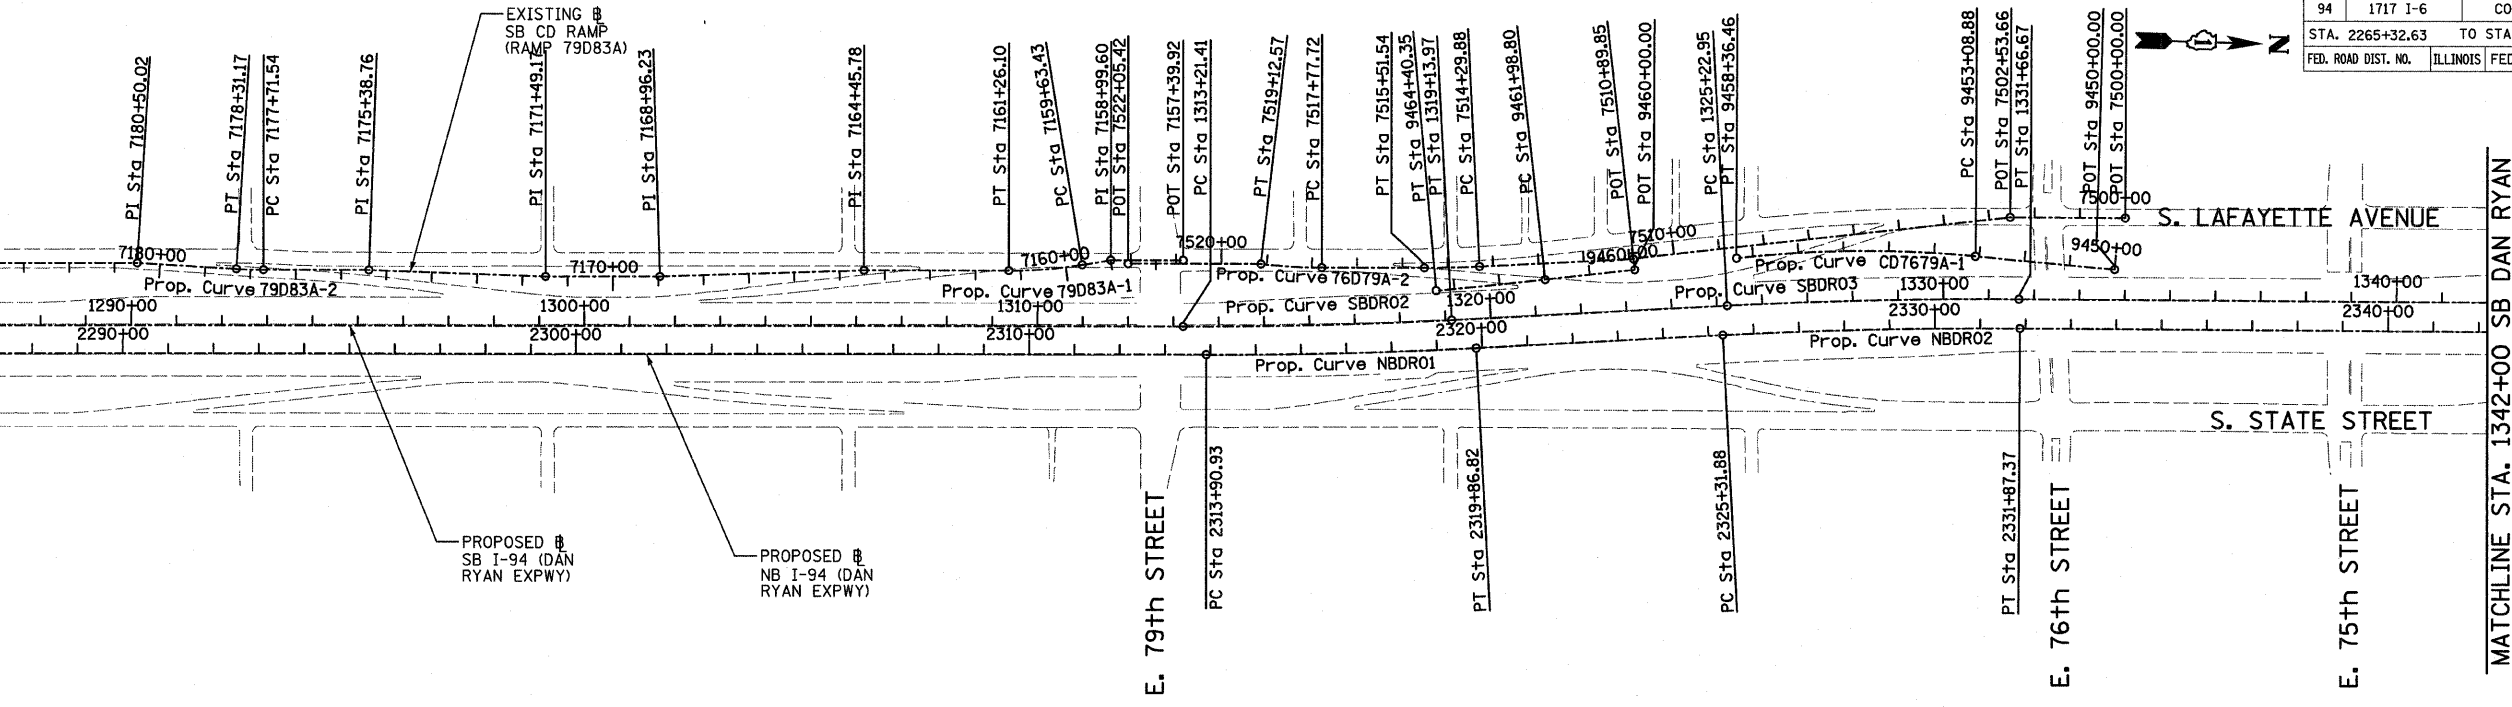 EXISTING B
SB CD RAMP
(RAMP 79D83A)
94 1717 I-6 CO
STA. 2265+32.63 TO STA
FED. ROAD DIST. NO. ILLINOIS FED
1
N
PI Sta 7180+50.02
PT Sta 7178+31.17
PC Sta 7177+71.54
PI Sta 7175+38.76
PI Sta 7171+49.17
PI Sta 7168+96.23
PI Sta 7164+45.78
PT Sta 7161+26.10
PC Sta 7159+63.43
PI Sta 7158+99.60
POT Sta 7522+05.42
POT Sta 7157+39.92
PC Sta 1313+21.41
PT Sta 7519+12.57
PC Sta 7517+77.72
PT Sta 7515+51.54
PT Sta 9464+40.35
PT Sta 1319+13.97
PC Sta 7514+29.88
PC Sta 9461+98.80
POT Sta 7510+89.85
POT Sta 9460+00.00
PC Sta 1325+22.95
PT Sta 9458+36.46
PC Sta 9453+08.88
POT Sta 7502+53.66
PT Sta 1331+66.67
POT Sta 9450+00.00
POT Sta 7500+00.00
7500+00
S. LAFAYETTE AVENUE
7180+00
7170+00
7160+00
7520+00
9460+00
7510+00
9450+00
Prop. Curve 79D83A-2
Prop. Curve 79D83A-1
Prop. Curve 76D79A-2
Prop. Curve CD7679A-1
Prop. Curve SBDR02
Prop. Curve SBDR03
1290+00
1300+00
1310+00
1320+00
1330+00
1340+00
2290+00
2300+00
2310+00
2320+00
2330+00
2340+00
Prop. Curve NBDR01
Prop. Curve NBDR02
S. STATE STREET
PROPOSED B
SB I-94 (DAN
RYAN EXPWY)
PROPOSED B
NB I-94 (DAN
RYAN EXPWY)
PC Sta 2313+90.93
PT Sta 2319+86.82
PC Sta 2325+31.88
PT Sta 2331+87.37
E. 79th STREET
E. 76th STREET
E. 75th STREET
MATCHLINE STA. 1342+00 SB DAN RYAN